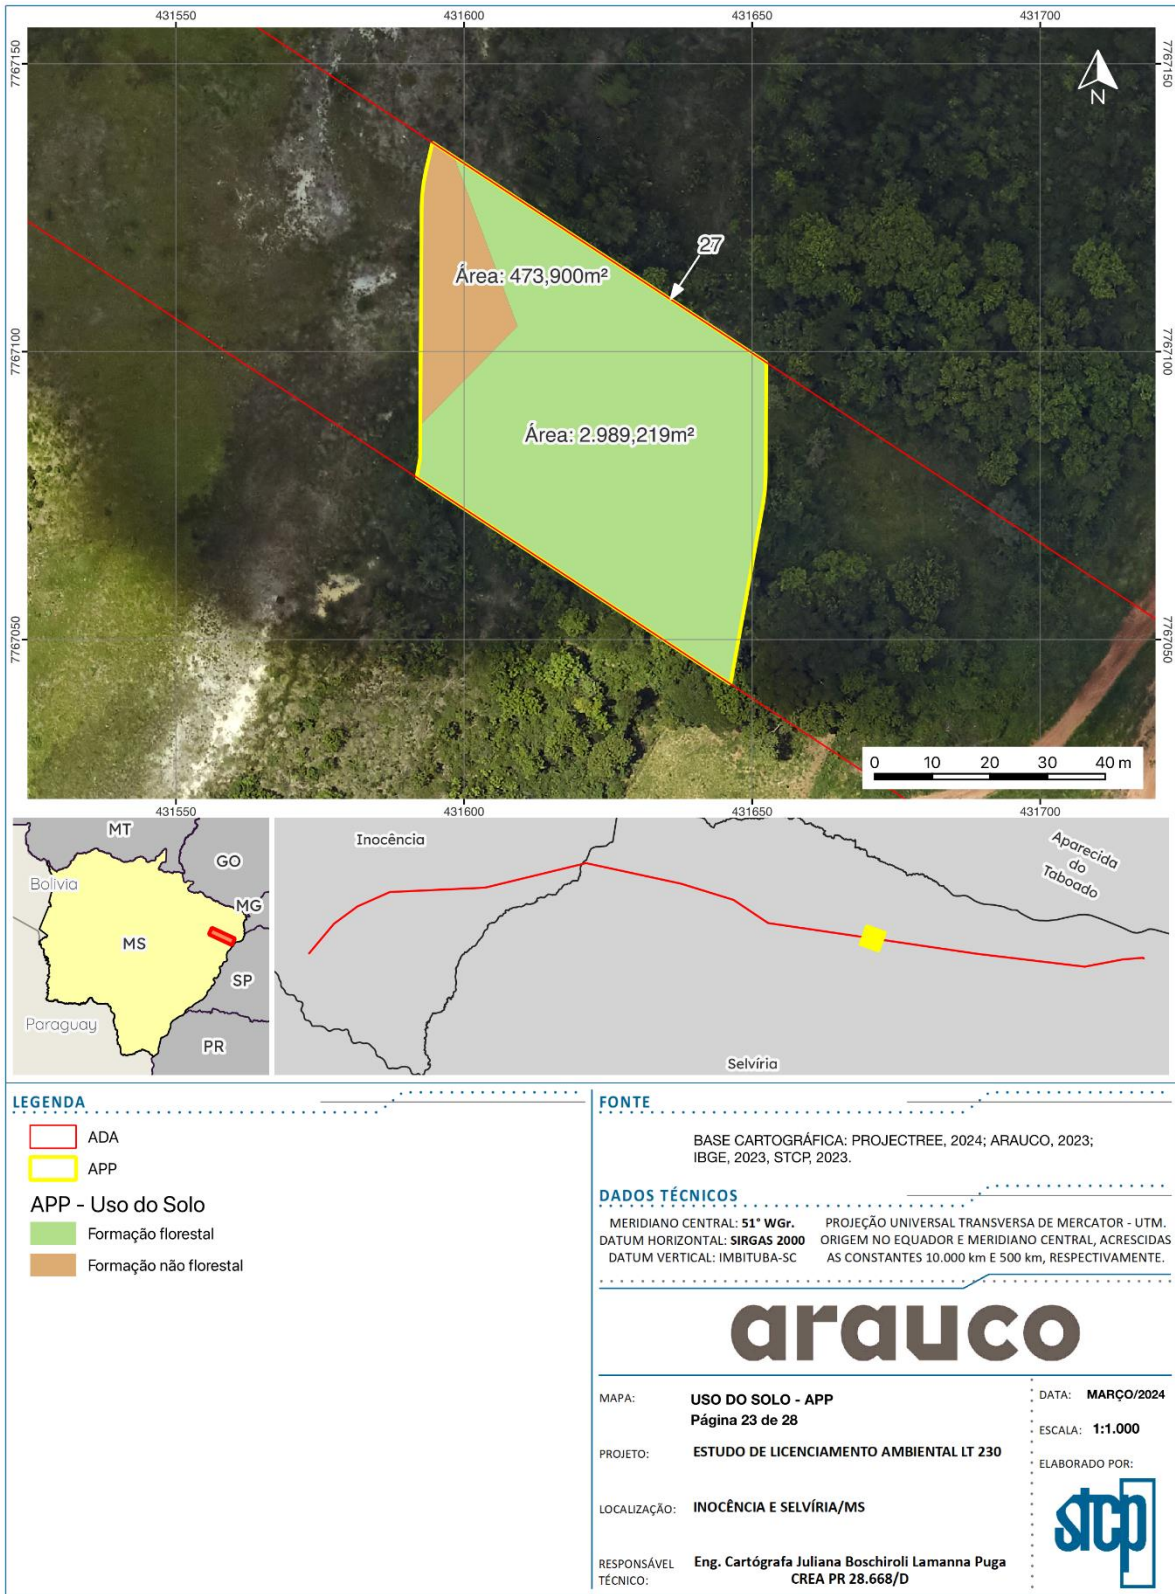 431550 431600 431650 431700
7767150
7767150
N
27
Área: 473,900m²
7767100
7767100
Área: 2.989,219m²
7767050
7767050
0 10 20 30 40 m
431550 431600 431650 431700
MT
GO
Bolivia
MG
MS
SP
Paraguay
PR
Inocência
Aparecida
do
Taboado
Selvíria
LEGENDA
ADA
APP
APP - Uso do Solo
Formação florestal
Formação não florestal
FONTE
BASE CARTOGRÁFICA: PROJECTREE, 2024; ARAUCO, 2023;
IBGE, 2023, STCP, 2023.
DADOS TÉCNICOS
MERIDIANO CENTRAL: 51° WGr.
DATUM HORIZONTAL: SIRGAS 2000
DATUM VERTICAL: IMBITUBA-SC
PROJEÇÃO UNIVERSAL TRANSVERSA DE MERCATOR - UTM.
ORIGEM NO EQUADOR E MERIDIANO CENTRAL, ACRESCIDAS
AS CONSTANTES 10.000 km E 500 km, RESPECTIVAMENTE.
arauco
MAPA: USO DO SOLO - APP
Página 23 de 28
PROJETO: ESTUDO DE LICENCIAMENTO AMBIENTAL LT 230
LOCALIZAÇÃO: INOCÊNCIA E SELVÍRIA/MS
RESPONSÁVEL
TÉCNICO:
Eng. Cartógrafa Juliana Boschiroli Lamanna Puga
CREA PR 28.668/D
DATA: MARÇO/2024
ESCALA: 1:1.000
ELABORADO POR:
stcp